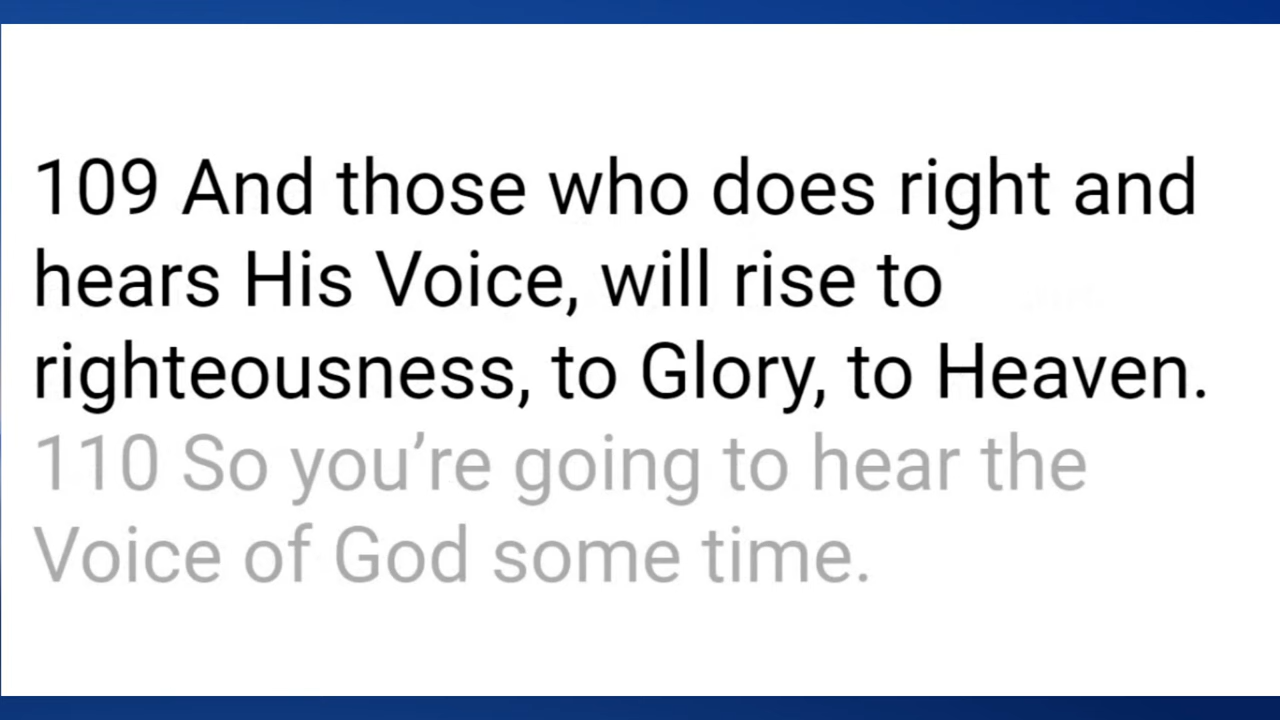 109 And those who does right and
hears His Voice, will rise to
righteousness, to Glory, to Heaven.
110 So you’re going to hear the
Voice of God some time.